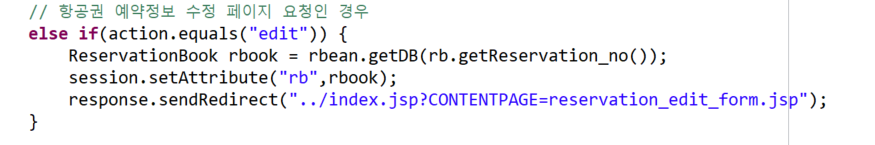 // 항공권 예약정보 수정 페이지 요청인 경우
else if(action.equals("edit")) {
ReservationBook rbook = rbean.getDB(rb.getReservation_no());
session.setAttribute("rb",rbook);
response.sendRedirect("../index.jsp?CONTENTPAGE=reservation_edit_form.jsp");
}